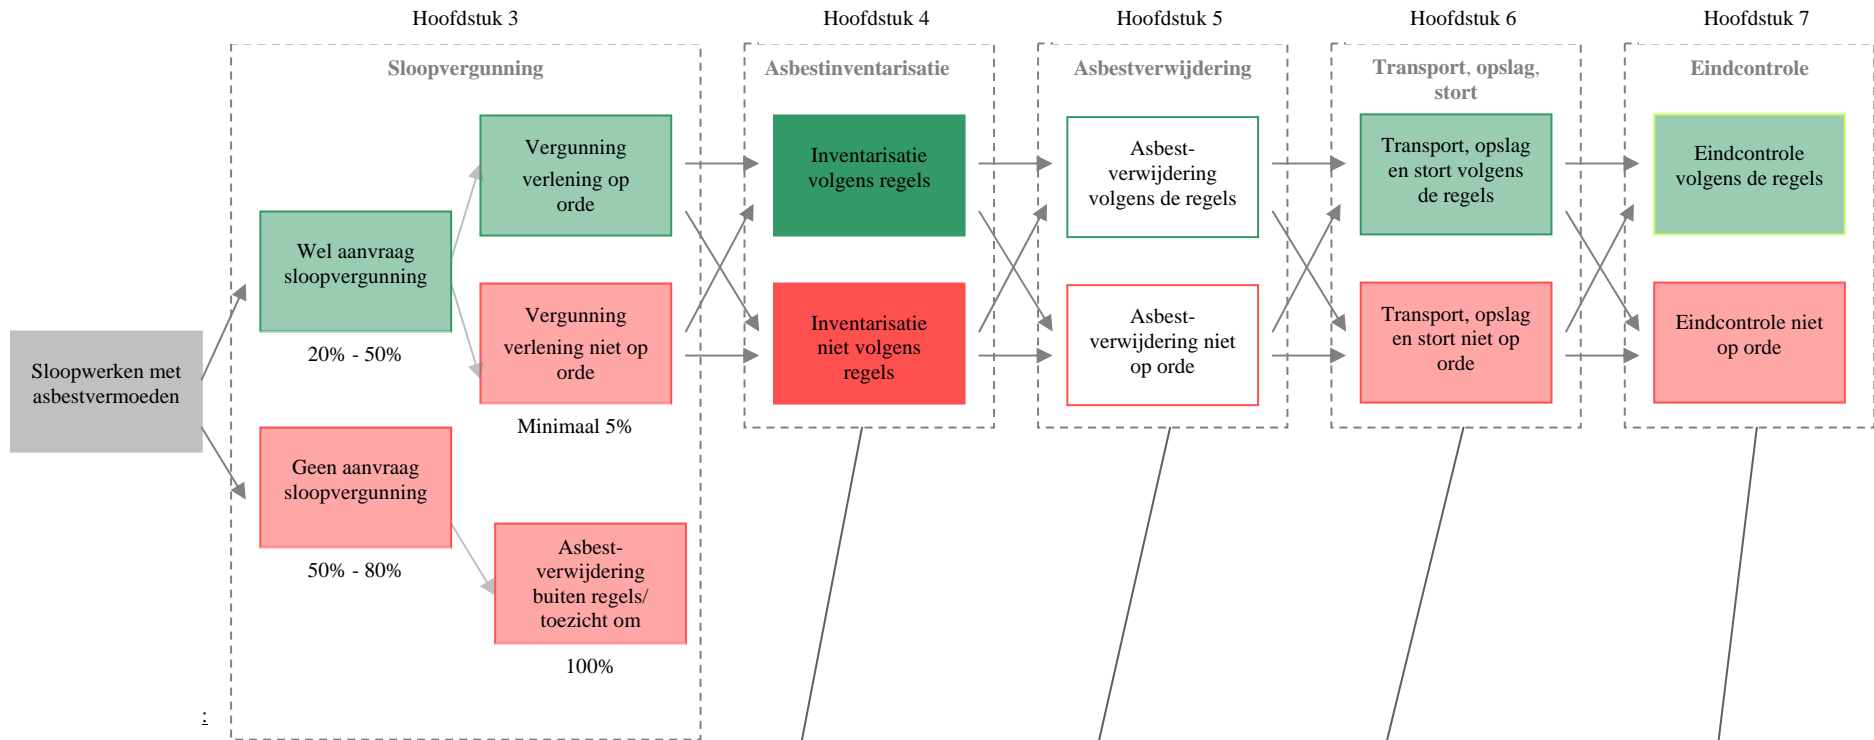 Hoofdstuk 3
Hoofdstuk 4
Hoofdstuk 5
Hoofdstuk 6
Hoofdstuk 7
Sloopvergunning
Asbestinventarisatie
Asbestverwijdering
Transport, opslag,
stort
Eindcontrole
Sloopwerken met
asbestvermoeden
Wel aanvraag
sloopvergunning
20% - 50%
Geen aanvraag
sloopvergunning
50% - 80%
Vergunning
verlening op
orde
Vergunning
verlening niet op
orde
Minimaal 5%
Asbest-
verwijdering
buiten regels/
toezicht om
100%
Inventarisatie
volgens regels
Inventarisatie
niet volgens
regels
Asbest-
verwijdering
volgens de regels
Asbest-
verwijdering niet
op orde
Transport, opslag
en stort volgens
de regels
Transport, opslag
en stort niet op
orde
Eindcontrole
volgens de regels
Eindcontrole niet
op orde
: